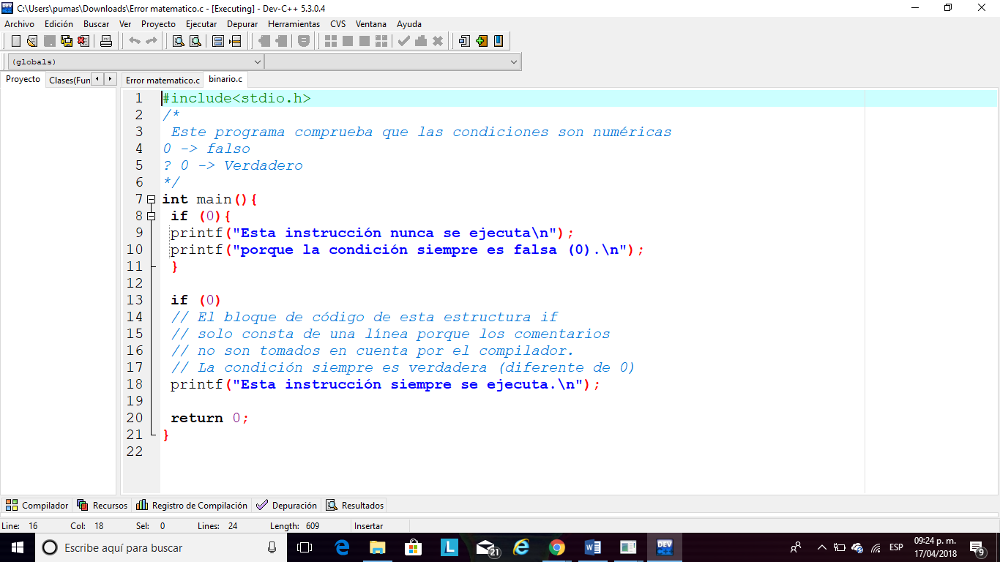 C:\Users\pumas\Downloads\Error matematico.c - [Executing] - Dev-C++ 5.3.0.4
Archivo Edición Buscar Ver Proyecto Ejecutar Depurar Herramientas CVS Ventana Ayuda
(globals)
Proyecto Clases(Fun Error matematico.c binario.c
1 #include<stdio.h>
2 /*
3 Este programa comprueba que las condiciones son numéricas
4 0 -> falso
5 ? 0 -> Verdadero
6 */
7 int main(){
8 if (0){
9 printf("Esta instrucción nunca se ejecuta\n");
10 printf("porque la condición siempre es falsa (0).\n");
11 }
12
13 if (0)
14 // El bloque de código de esta estructura if
15 // solo consta de una línea porque los comentarios
16 // no son tomados en cuenta por el compilador.
17 // La condición siempre es verdadera (diferente de 0)
18 printf("Esta instrucción siempre se ejecuta.\n");
19
20 return 0;
21 }
22
Compilador Recursos Registro de Compilación Depuración Resultados
Line: 16 Col: 18 Sel: 0 Lines: 24 Length: 609 Insertar
Escribe aquí para buscar L 21 DEV ESP 09:24 p. m.
17/04/2018 9